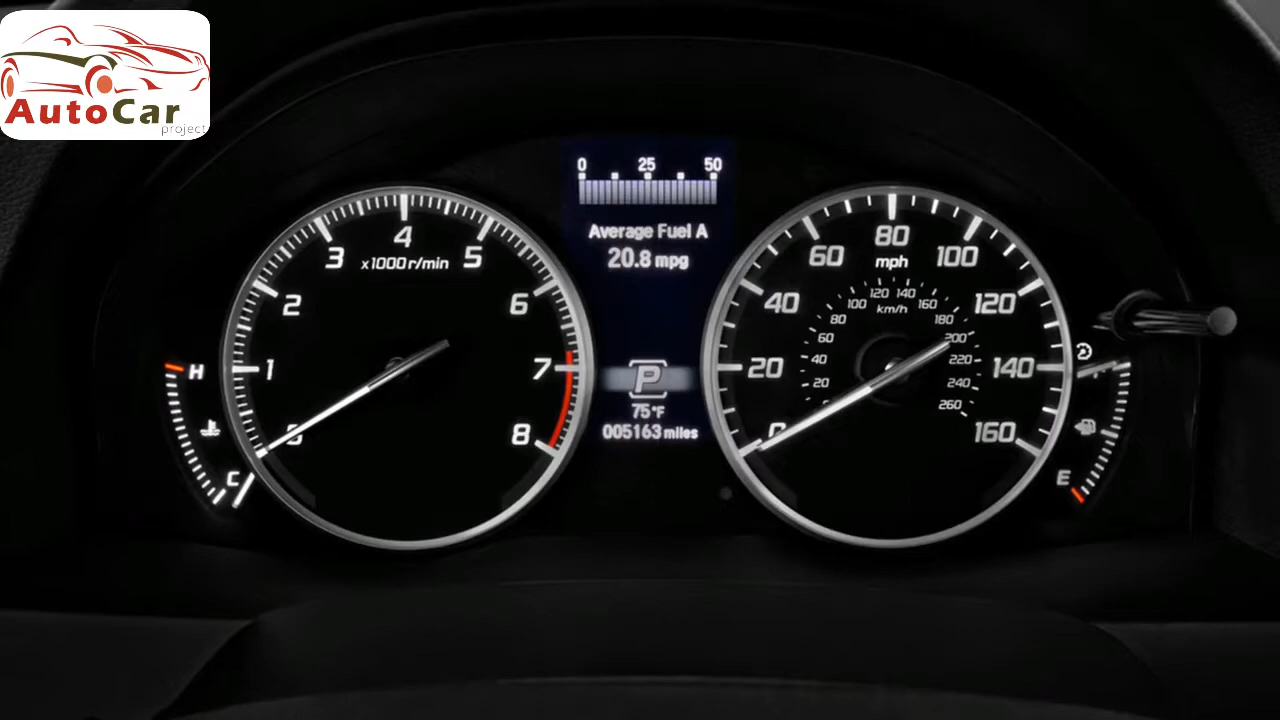 AutoCar
project
0 25 50
Average Fuel A
20.8 mpg
P
75°F
005163 miles
0 1 2 3 4 5 6 7 8
x1000r/min
H
C
0 20 40 60 80 100 120 140 160
mph
20 40 60 80 100 120 140 160 180 200 220 240 260
km/h
E